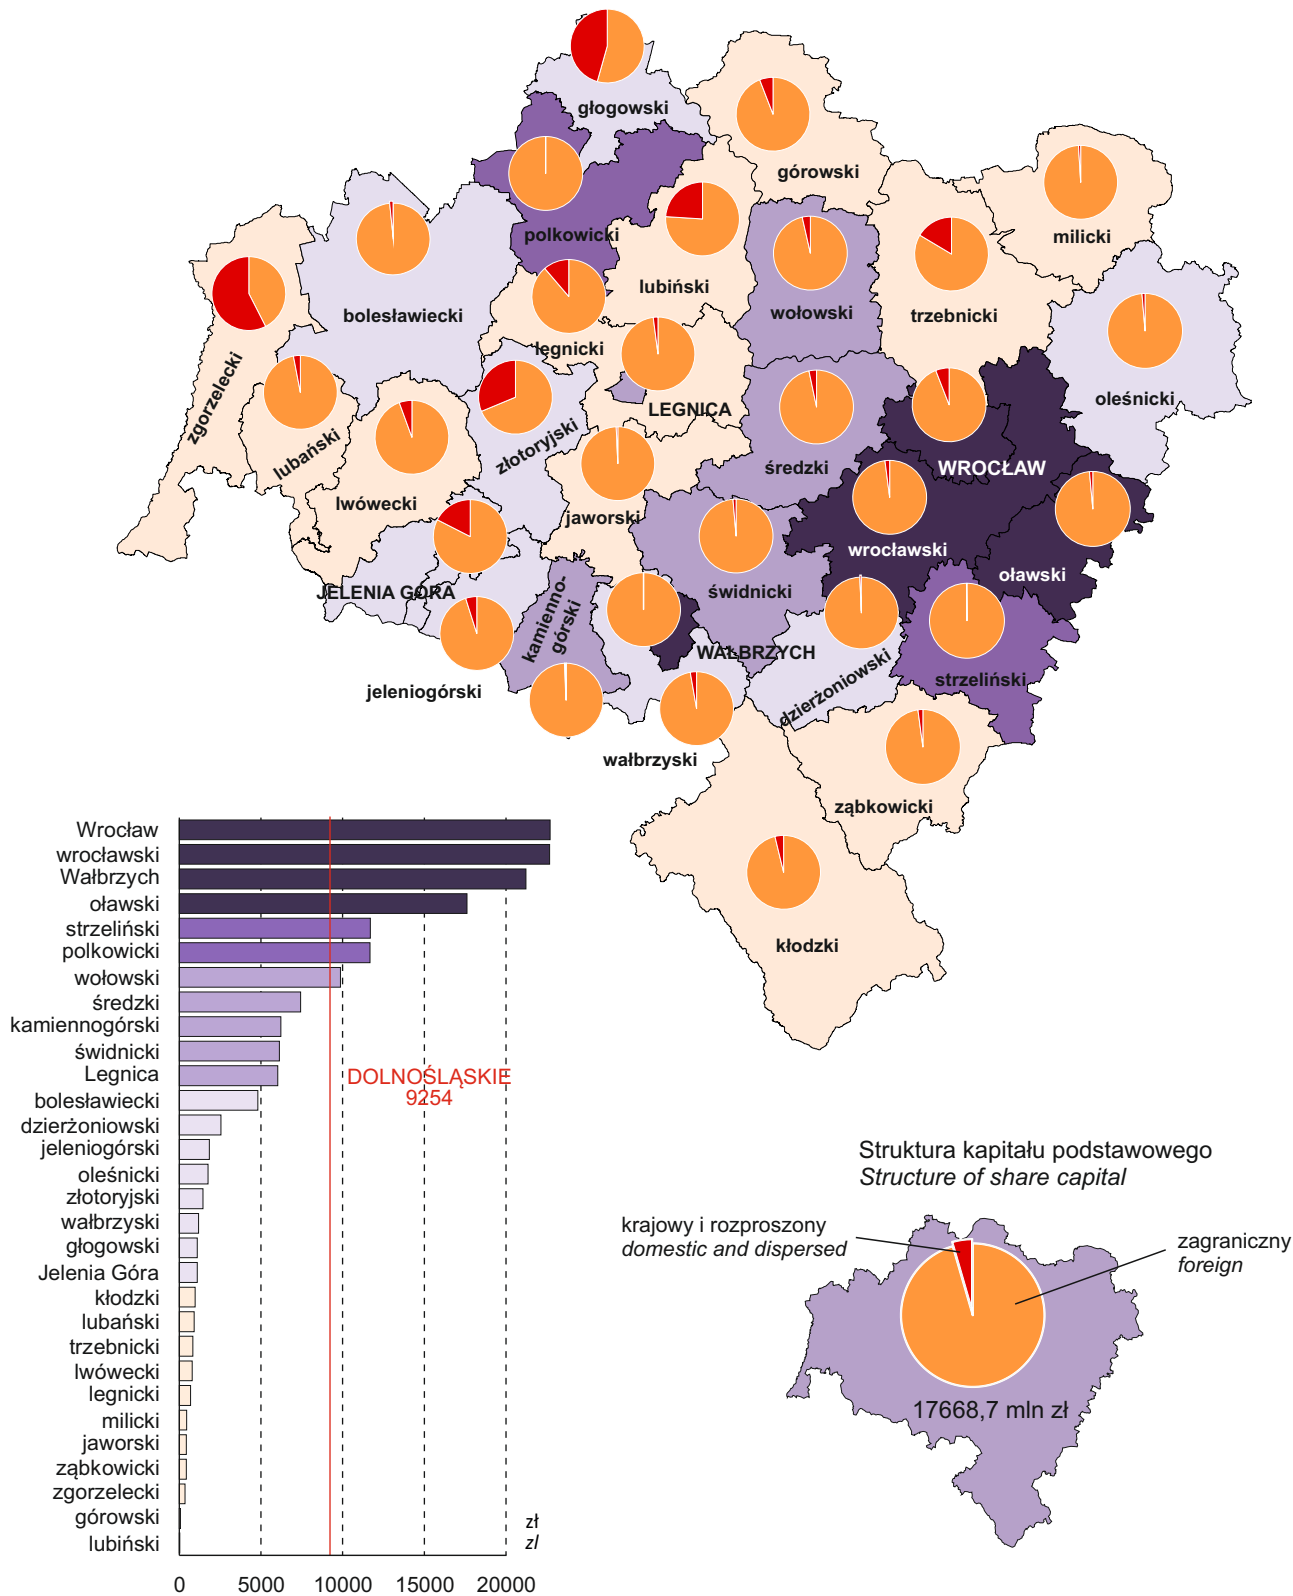 głogowski
górowski
milicki
polkowicki
lubiński
wołowski
trzebnicki
bolesławiecki
legnicki
oleśnicki
zgorzelecki
LEGNICA
lubański
złotoryjski
średzki
WROCŁAW
lwówecki
jaworski
wrocławski
oławski
JELENIA GÓRA
kamienno-
górski
świdnicki
WAŁBRZYCH
dzierżoniowski
strzeliński
jeleniogórski
wałbrzyski
ząbkowicki
kłodzki
Wrocław
wrocławski
Wałbrzych
oławski
strzeliński
polkowicki
wołowski
średzki
kamiennogórski
świdnicki
Legnica
bolesławiecki
dzierżoniowski
jeleniogórski
oleśnicki
złotoryjski
wałbrzyski
głogowski
Jelenia Góra
kłodzki
lubański
trzebnicki
lwówecki
legnicki
milicki
jaworski
ząbkowicki
zgorzelecki
górowski
lubiński
DOLNOŚLĄSKIE
9254
zł
zl
0 5000 10000 15000 20000
Struktura kapitału podstawowego
Structure of share capital
krajowy i rozproszony
domestic and dispersed
zagraniczny
foreign
17668,7 mln zł